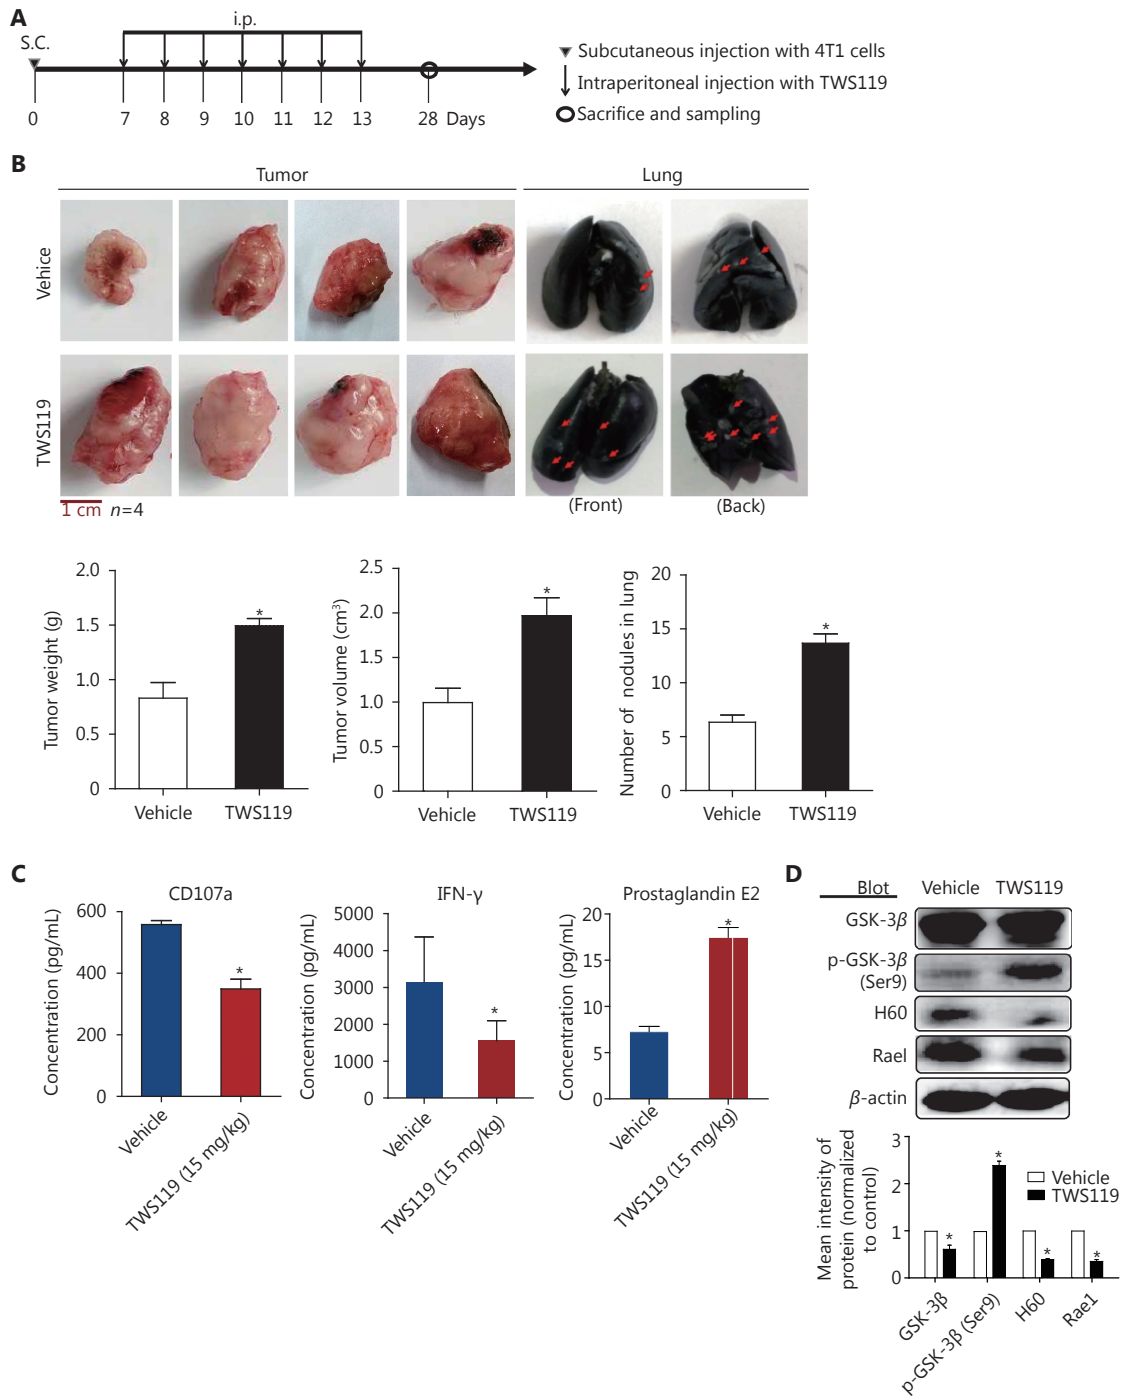 A
i.p.
S.C.
0 7 8 9 10 11 12 13 28 Days
Subcutaneous injection with 4T1 cells
Intraperitoneal injection with TWS119
Sacrifice and sampling
B
Tumor Lung
Vehice
TWS119
1 cm n=4
(Front) (Back)
Tumor weight (g)
2.0
1.5
1.0
0.5
0
*
Vehicle TWS119
Tumor volume (cm³)
2.5
2.0
1.5
1.0
0.5
0
*
Vehicle TWS119
Number of nodules in lung
20
15
10
5
0
*
Vehicle TWS119
C
CD107a
Concentration (pg/mL)
600
400
200
0
*
Vehicle
TWS119 (15 mg/kg)
IFN-γ
Concentration (pg/mL)
5000
4000
3000
2000
1000
0
*
Vehicle
TWS119 (15 mg/kg)
Prostaglandin E2
Concentration (pg/mL)
20
15
10
5
0
*
Vehicle
TWS119 (15 mg/kg)
D
Blot Vehicle TWS119
GSK-3β
p-GSK-3β
(Ser9)
H60
Rael
β-actin
Mean intensity of
protein (normalized
to control)
3
2
1
0
Vehicle
TWS119
* * * *
GSK-3β
p-GSK-3β (Ser9)
H60
Rae1